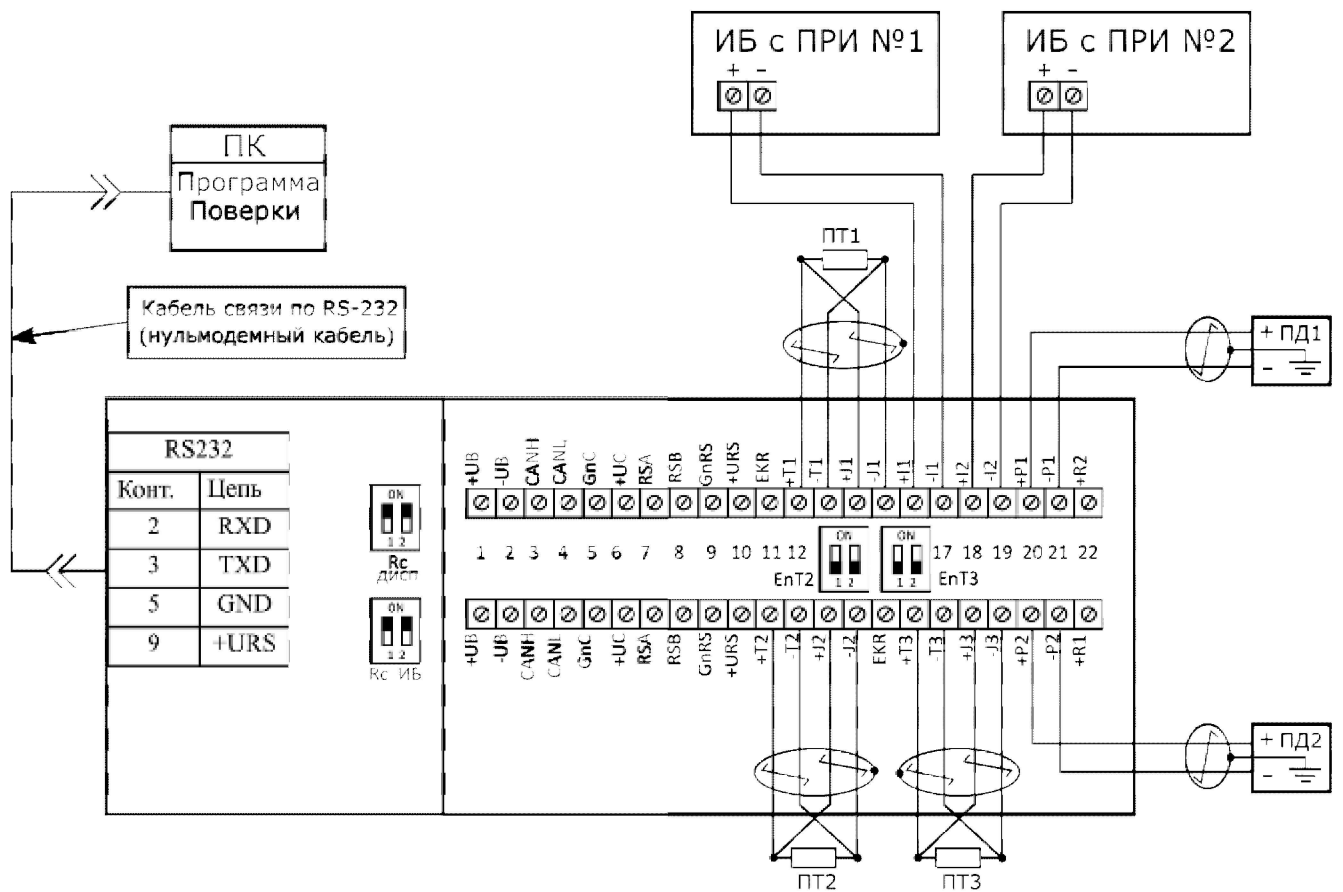 ИБ с ПРИ №1
+ -
ИБ с ПРИ №2
+ -
ПК
Программа
Поверки
Кабель связи по RS-232
(нульмодемный кабель)
ПТ1
+ ПД1
-
RS232
Конт. Цепь
2 RXD
3 TXD
5 GND
9 +URS
ON
1 2
Rc
дисп
ON
1 2
Rc ИБ
+UB -UB CANH CANL GnC +UC RSA RSB GnRS +URS EKR +T1 -T1 +J1 -J1 +I1 -I1 +I2 -I2 +P1 -P1 +R2
1 2 3 4 5 6 7 8 9 10 11 12 17 18 19 20 21 22
EnT2
ON
1 2
ON
1 2
EnT3
+UB -UB CANH CANL GnC +UC RSA RSB GnRS +URS +T2 -T2 +J2 -J2 EKR +T3 -T3 +J3 -J3 +P2 -P2 +R1
+ ПД2
-
ПТ2
ПТ3